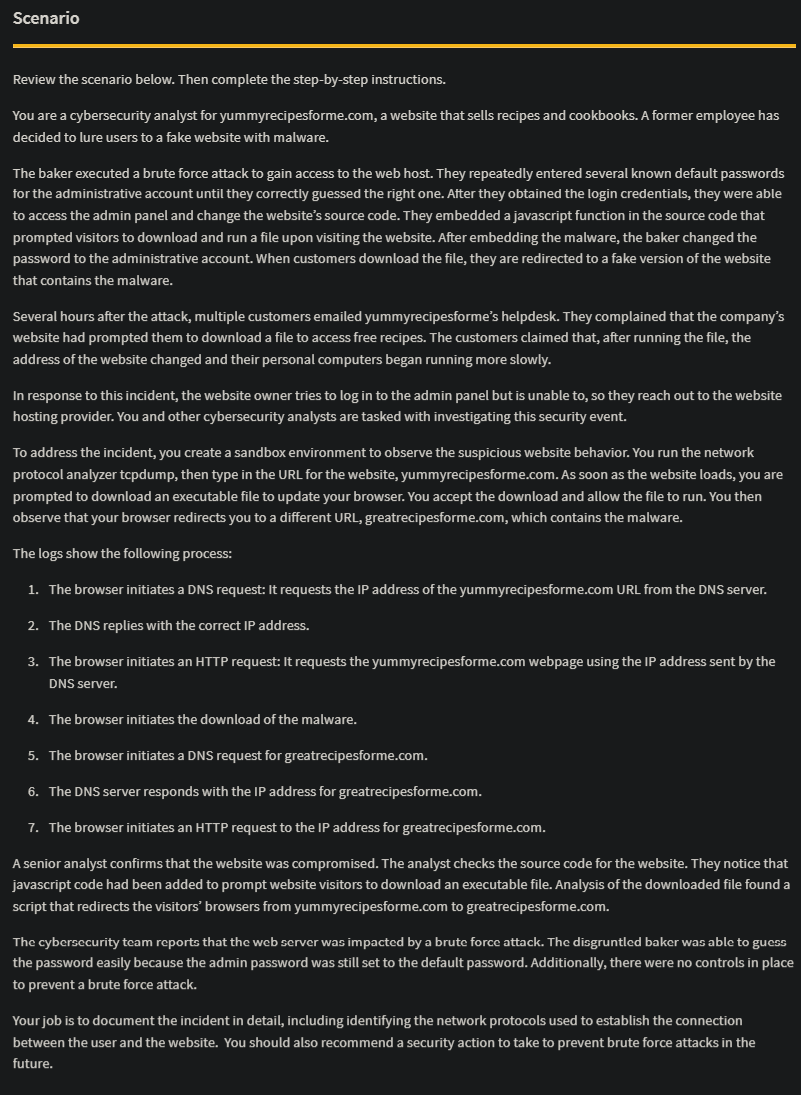 Scenario
Review the scenario below. Then complete the step-by-step instructions.
You are a cybersecurity analyst for yummyrecipesforme.com, a website that sells recipes and cookbooks. A former employee has
decided to lure users to a fake website with malware.
The baker executed a brute force attack to gain access to the web host. They repeatedly entered several known default passwords
for the administrative account until they correctly guessed the right one. After they obtained the login credentials, they were able
to access the admin panel and change the website's source code. They embedded a javascript function in the source code that
prompted visitors to download and run a file upon visiting the website. After embedding the malware, the baker changed the
password to the administrative account. When customers download the file, they are redirected to a fake version of the website
that contains the malware.
Several hours after the attack, multiple customers emailed yummyrecipesforme's helpdesk. They complained that the company's
website had prompted them to download a file to access free recipes. The customers claimed that, after running the file, the
address of the website changed and their personal computers began running more slowly.
In response to this incident, the website owner tries to log in to the admin panel but is unable to, so they reach out to the website
hosting provider. You and other cybersecurity analysts are tasked with investigating this security event.
To address the incident, you create a sandbox environment to observe the suspicious website behavior. You run the network
protocol analyzer tcpdump, then type in the URL for the website, yummyrecipesforme.com. As soon as the website loads, you are
prompted to download an executable file to update your browser. You accept the download and allow the file to run. You then
observe that your browser redirects you to a different URL, greatrecipesforme.com, which contains the malware.
The logs show the following process:
1. The browser initiates a DNS request: It requests the IP address of the yummyrecipesforme.com URL from the DNS server.
2. The DNS replies with the correct IP address.
3. The browser initiates an HTTP request: It requests the yummyrecipesforme.com webpage using the IP address sent by the
DNS server.
4. The browser initiates the download of the malware.
5. The browser initiates a DNS request for greatrecipesforme.com.
6. The DNS server responds with the IP address for greatrecipesforme.com.
7. The browser initiates an HTTP request to the IP address for greatrecipesforme.com.
A senior analyst confirms that the website was compromised. The analyst checks the source code for the website. They notice that
javascript code had been added to prompt website visitors to download an executable file. Analysis of the downloaded file found a
script that redirects the visitors' browsers from yummyrecipesforme.com to greatrecipesforme.com.
The cybersecurity team reports that the web server was impacted by a brute force attack. The disgruntled baker was able to guess
the password easily because the admin password was still set to the default password. Additionally, there were no controls in place
to prevent a brute force attack.
Your job is to document the incident in detail, including identifying the network protocols used to establish the connection
between the user and the website.  You should also recommend a security action to take to prevent brute force attacks in the
future.